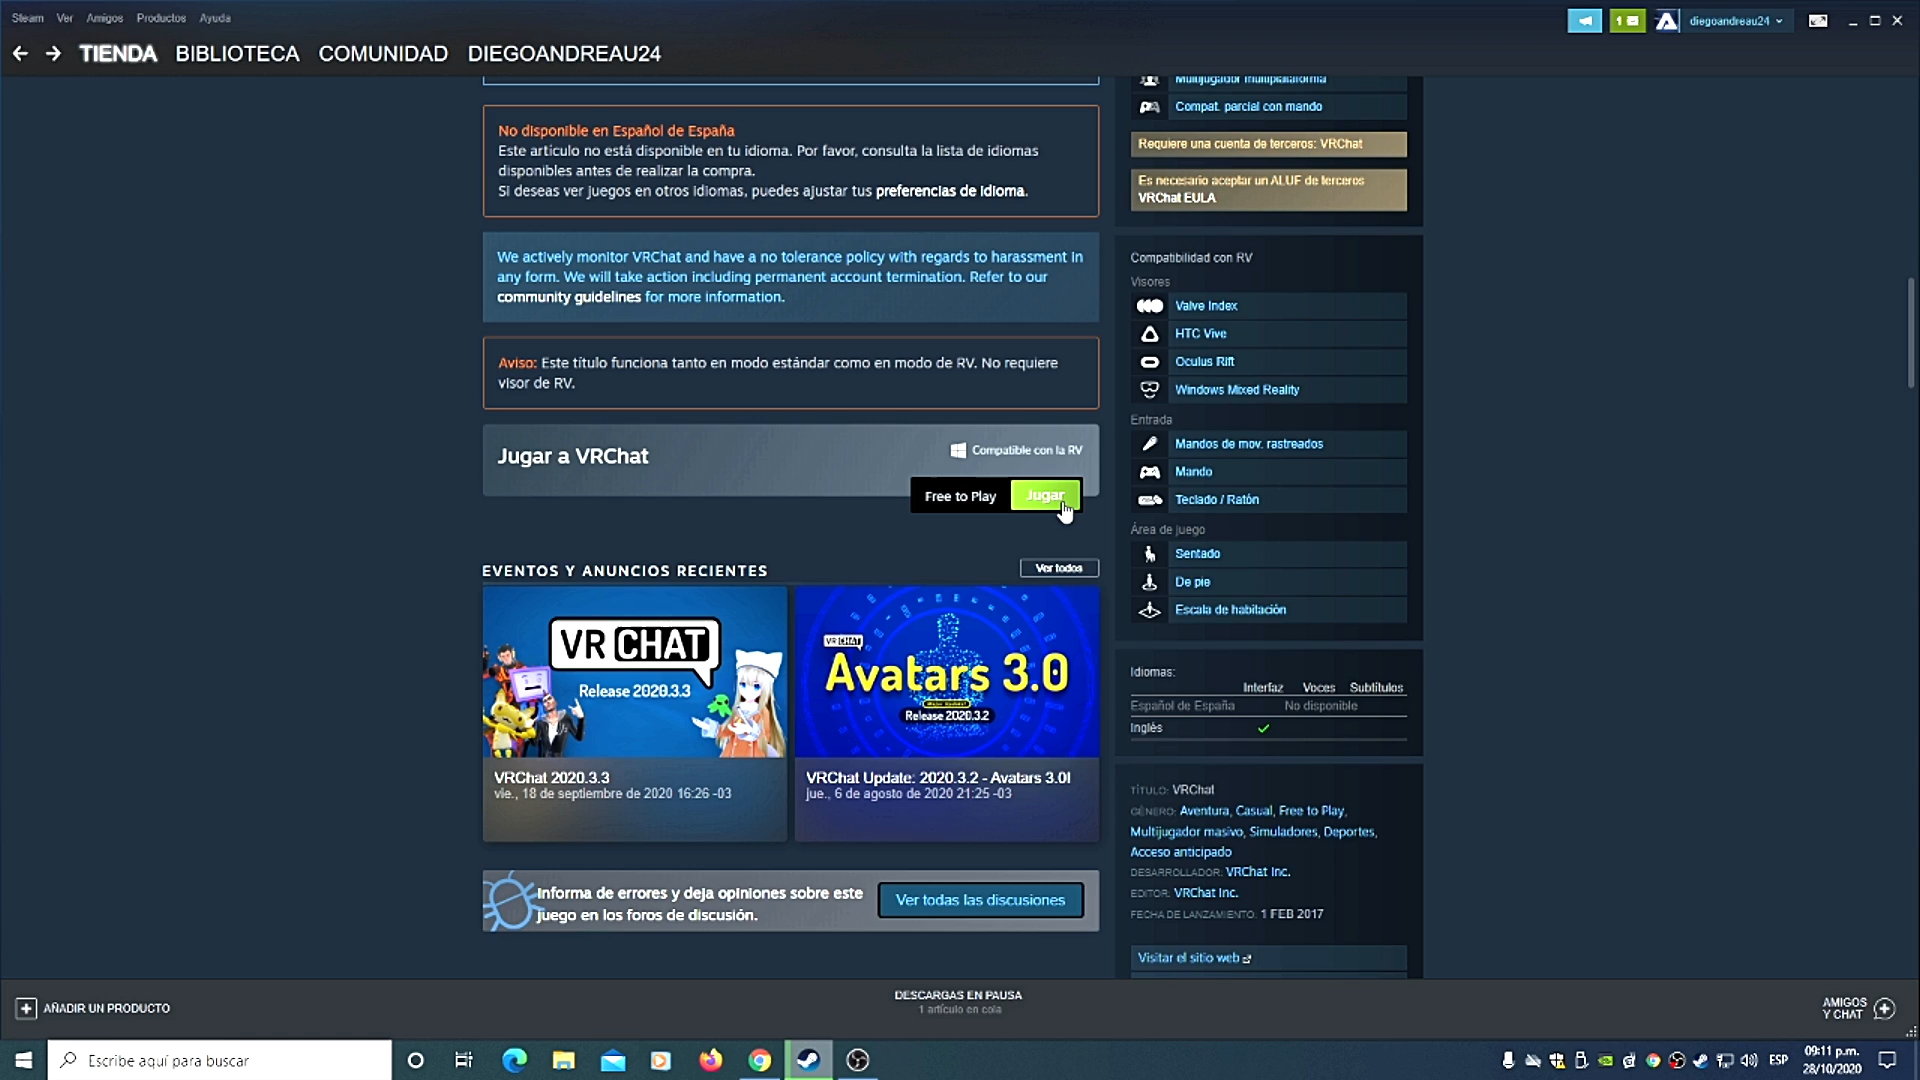 Steam Ver Amigos Productos Ayuda
1
diegoandreau24
TIENDA BIBLIOTECA COMUNIDAD DIEGOANDREAU24
No disponible en Español de España
Este artículo no está disponible en tu idioma. Por favor, consulta la lista de idiomas
disponibles antes de realizar la compra.
Si deseas ver juegos en otros idiomas, puedes ajustar tus preferencias de idioma.
We actively monitor VRChat and have a no tolerance policy with regards to harassment in
any form. We will take action including permanent account termination. Refer to our
community guidelines for more information.
Aviso: Este título funciona tanto en modo estándar como en modo de RV. No requiere
visor de RV.
Jugar a VRChat
Compatible con la RV
Free to Play Jugar
EVENTOS Y ANUNCIOS RECIENTES
Ver todos
VR CHAT
Release 2020.3.3
VRChat 2020.3.3
vie., 18 de septiembre de 2020 16:26 -03
VR CHAT
Avatars 3.0
Release 2020.3.2
VRChat Update: 2020.3.2 - Avatars 3.0!
jue., 6 de agosto de 2020 21:25 -03
Informa de errores y deja opiniones sobre este
juego en los foros de discusión.
Ver todas las discusiones
Multijugador multiplataforma
Compat. parcial con mando
Requiere una cuenta de terceros: VRChat
Es necesario aceptar un ALUF de terceros
VRChat EULA
Compatibilidad con RV
Visores
Valve Index
HTC Vive
Oculus Rift
Windows Mixed Reality
Entrada
Mandos de mov. rastreados
Mando
Teclado / Ratón
Área de juego
Sentado
De pie
Escala de habitación
Idiomas:
Interfaz Voces Subtítulos
Español de España No disponible
Inglés
TÍTULO: VRChat
GÉNERO: Aventura, Casual, Free to Play,
Multijugador masivo, Simuladores, Deportes,
Acceso anticipado
DESARROLLADOR: VRChat Inc.
EDITOR: VRChat Inc.
FECHA DE LANZAMIENTO: 1 FEB 2017
Visitar el sitio web
AÑADIR UN PRODUCTO
DESCARGAS EN PAUSA
1 artículo en cola
AMIGOS
Y CHAT
Escribe aquí para buscar
ESP
09:11 p.m.
28/10/2020